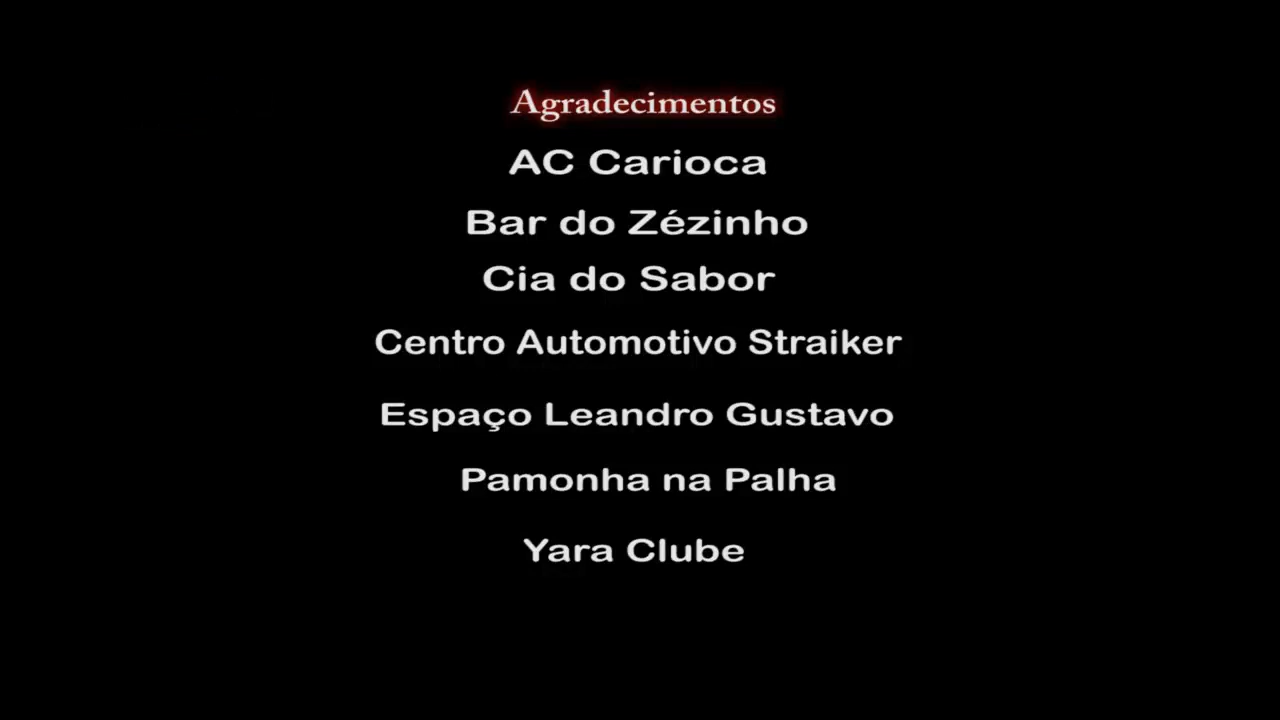 Agradecimentos
AC Carioca
Bar do Zézinho
Cia do Sabor
Centro Automotivo Straiker
Espaço Leandro Gustavo
Pamonha na Palha
Yara Clube